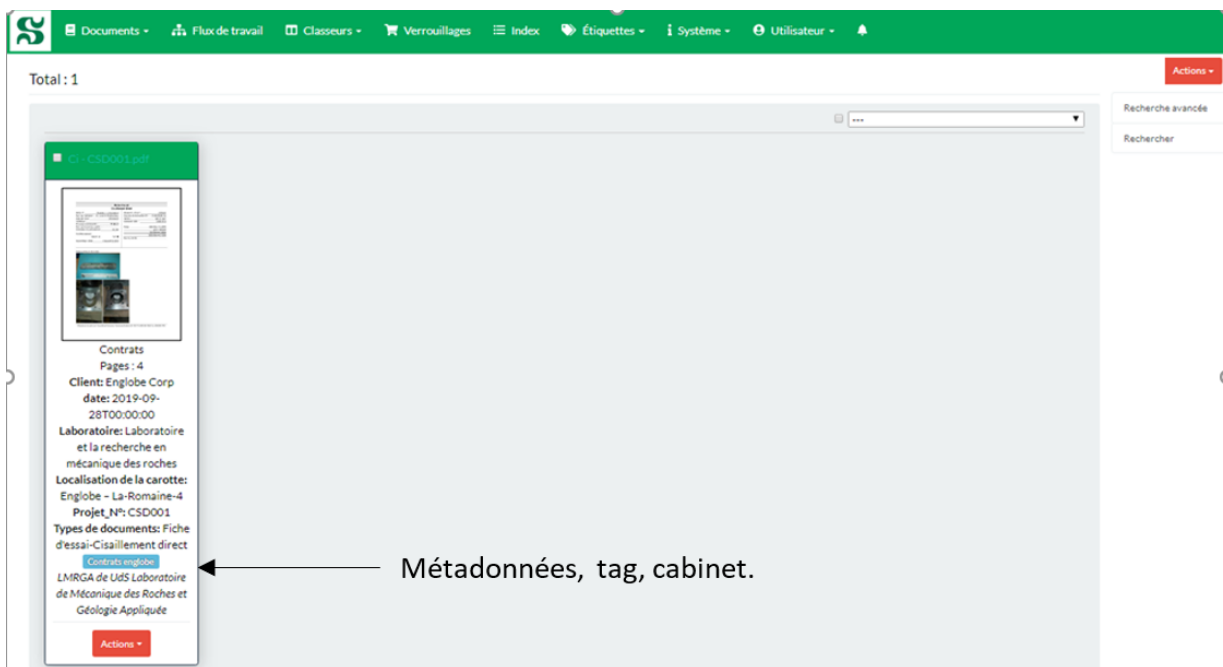 Documents Flux de travail Classeurs Verrouillages Index Étiquettes Système Utilisateur
Total : 1
Actions
Recherche avancée
Rechercher
---
Ci - CSD001.pdf
Contrats
Pages : 4
Client: Englobe Corp
date: 2019-09-
28T00:00:00
Laboratoire: Laboratoire
et la recherche en
mécanique des roches
Localisation de la carotte:
Englobe – La-Romaine-4
Projet_N°: CSD001
Types de documents: Fiche
d'essai-Cisaillement direct
Contrats englobe
LMRGA de UdS Laboratoire
de Mécanique des Roches et
Géologie Appliquée
Actions
Métadonnées, tag, cabinet.